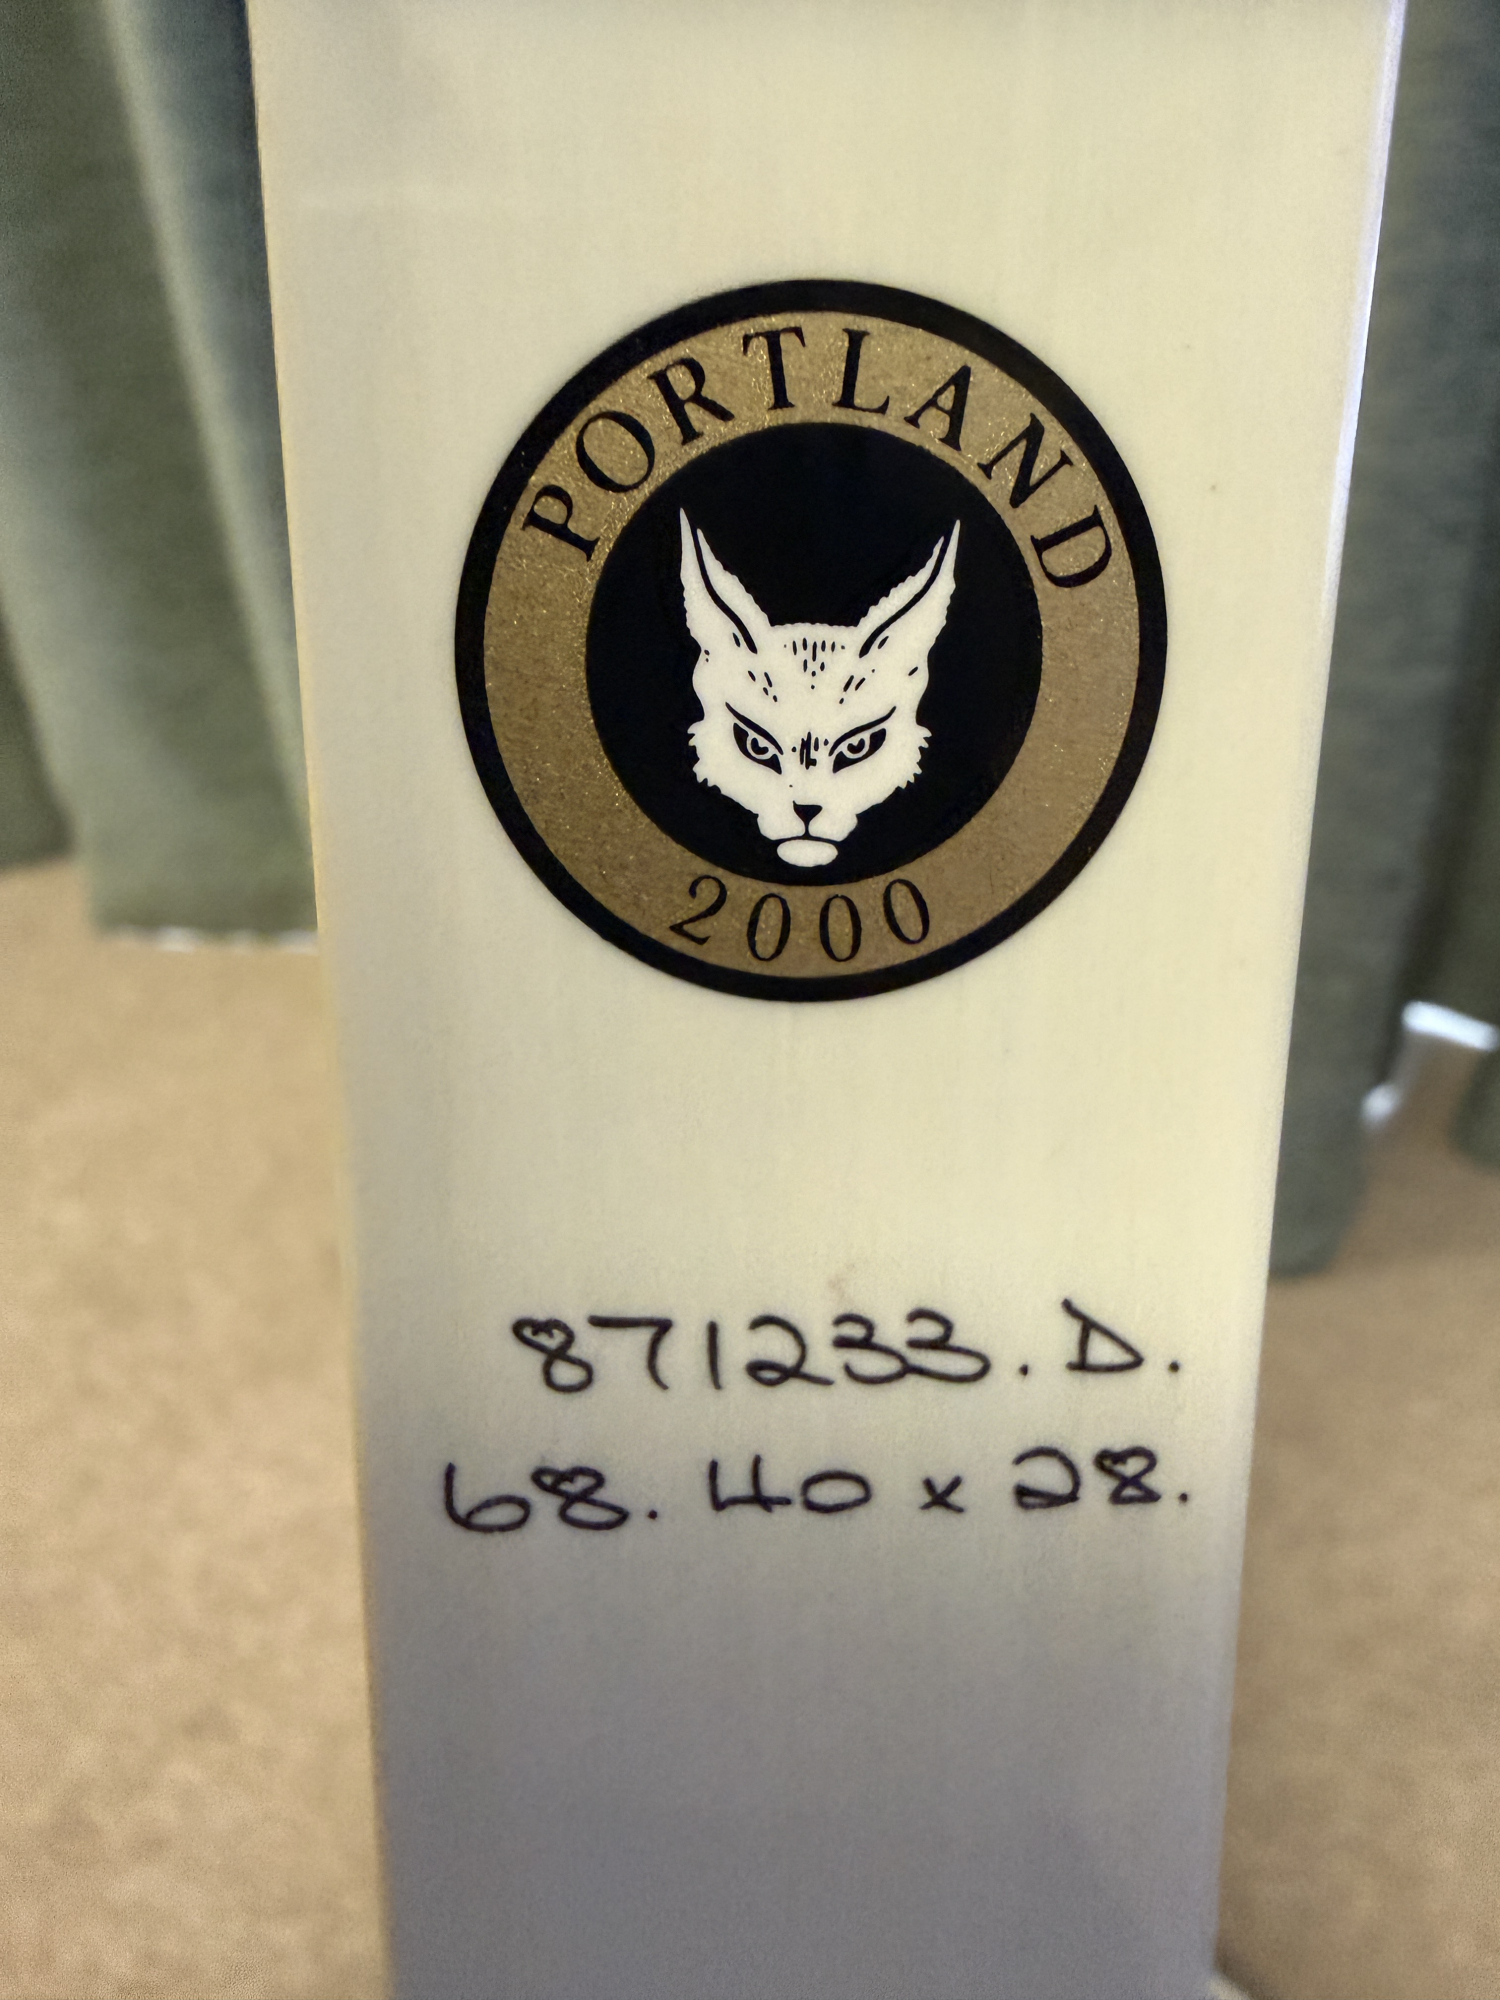 PORTLAND
2000
871233. D.
68. 40 x 28.